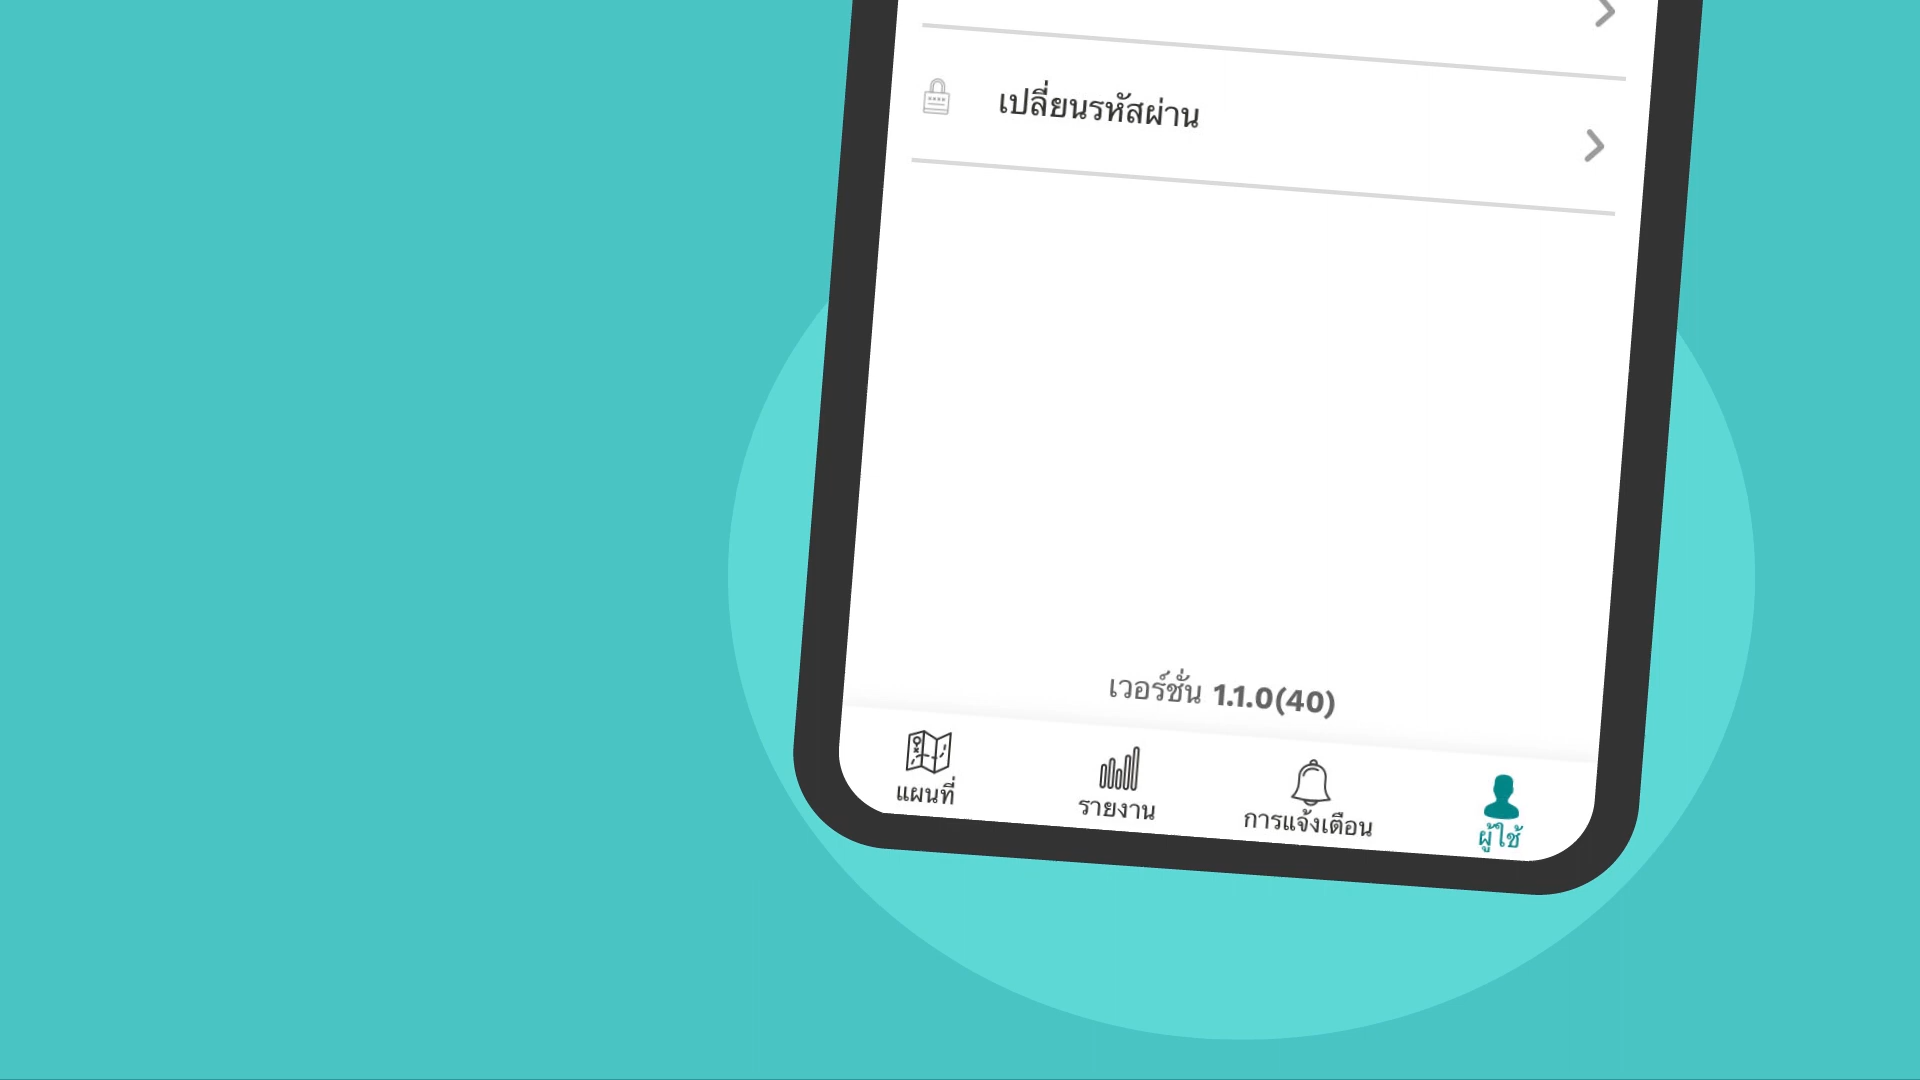 เปลี่ยนรหัสผ่าน
เวอร์ชั่น 1.1.0(40)
แผนที่
รายงาน
การแจ้งเตือน
ผู้ใช้